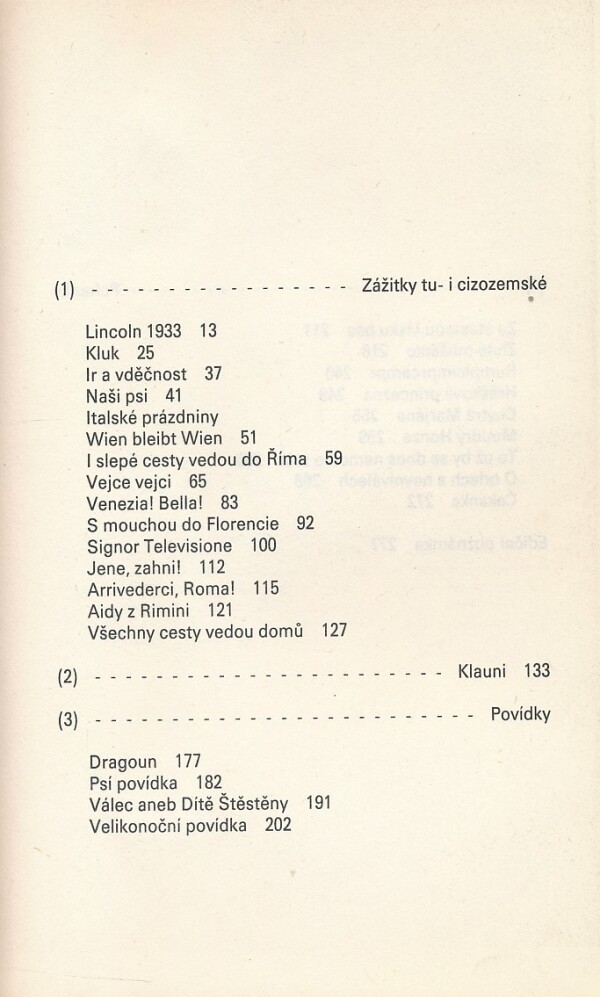 (1) - - - - - - - - - - - - - - - - - Zážitky tu- i cizozemské
Lincoln 1933 13
Kluk 25
Ir a vděčnost 37
Naši psi 41
Italské prázdniny
Wien bleibt Wien 51
I slepé cesty vedou do Říma 59
Vejce vejci 65
Venezia! Bella! 83
S mouchou do Florencie 92
Signor Televisione 100
Jene, zahni! 112
Arrivederci, Roma! 115
Aidy z Rimini 121
Všechny cesty vedou domů 127
(2) - - - - - - - - - - - - - - - - - - - - - - - Klauni 133
(3) - - - - - - - - - - - - - - - - - - - - - - - - - Povídky
Dragoun 177
Psí povídka 182
Válec aneb Dítě Štěstěny 191
Velikonoční povídka 202